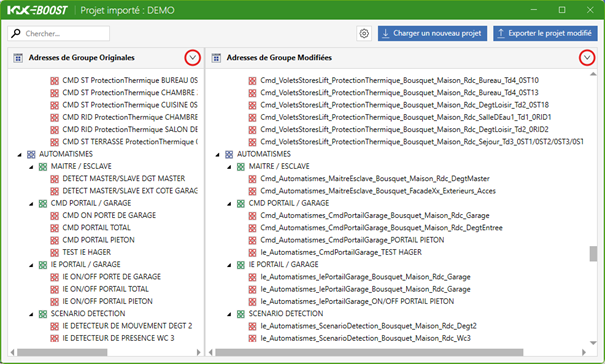 KNX-BOOST Projet importé : DEMO
Chercher...
Charger un nouveau projet
Exporter le projet modifié
Adresses de Groupe Originales
CMD ST ProtectionThermique BUREAU 0S
CMD ST ProtectionThermique CHAMBRE
CMD ST ProtectionThermique CUISINE 0S
CMD RID ProtectionThermique CHAMBRE
CMD RID ProtectionThermique SALON DE
CMD ST TERRASSE ProtectionThermique
AUTOMATISMES
MAITRE / ESCLAVE
DETECT MASTER/SLAVE DGT MASTER
DETECT MASTER/SLAVE EXT COTE GARAG
CMD PORTAIL / GARAGE
CMD ON PORTE DE GARAGE
CMD PORTAIL TOTAL
CMD PORTAIL PIETON
TEST IE HAGER
IE PORTAIL / GARAGE
IE ON/OFF PORTE DE GARAGE
IE ON/OFF PORTAIL TOTAL
IE ON/OFF PORTAIL PIETON
SCENARIO DETECTION
IE DETECTEUR DE MOUVEMENT DEGT 2
IE DETECTEUR DE PRESENCE WC 3
Adresses de Groupe Modifiées
Cmd_VoletsStoresLift_ProtectionThermique_Bousquet_Maison_Rdc_Bureau_Td4_0ST10
Cmd_VoletsStoresLift_ProtectionThermique_Bousquet_Maison_Rdc_Bureau_Td5_0ST13
Cmd_VoletsStoresLift_ProtectionThermique_Bousquet_Maison_Rdc_DegtLoisir_Td2_0ST18
Cmd_VoletsStoresLift_ProtectionThermique_Bousquet_Maison_Rdc_SalleDEau1_Td1_0RID1
Cmd_VoletsStoresLift_ProtectionThermique_Bousquet_Maison_Rdc_DegtLoisir_Td2_0RID2
Cmd_VoletsStoresLift_ProtectionThermique_Bousquet_Maison_Rdc_Sejour_Td3_0ST1/0ST2/0ST3/0ST
AUTOMATISMES
MAITRE / ESCLAVE
Cmd_Automatismes_MaitreEsclave_Bousquet_Maison_Rdc_DegtMaster
Cmd_Automatismes_MaitreEsclave_Bousquet_FacadeXx_Exterieurs_Acces
CMD PORTAIL / GARAGE
Cmd_Automatismes_CmdPortailGarage_Bousquet_Maison_Rdc_Garage
Cmd_Automatismes_CmdPortailGarage_Bousquet_Maison_Rdc_DegtEntree
Cmd_Automatismes_CmdPortailGarage_PORTAIL PIETON
Ie_Automatismes_CmdPortailGarage_TEST HAGER
IE PORTAIL / GARAGE
Ie_Automatismes_IePortailGarage_Bousquet_Maison_Rdc_Garage
Ie_Automatismes_IePortailGarage_Bousquet_Maison_Rdc_Garage
Ie_Automatismes_IePortailGarage_ON/OFF PORTAIL PIETON
SCENARIO DETECTION
Ie_Automatismes_ScenarioDetection_Bousquet_Maison_Rdc_Degt2
Ie_Automatismes_ScenarioDetection_Bousquet_Maison_Rdc_Wc3